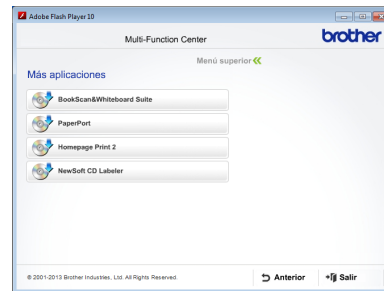 Adobe Flash Player 10
Multi-Function Center
brother
Menú superior
Más aplicaciones
BookScan&Whiteboard Suite
PaperPort
Homepage Print 2
NewSoft CD Labeler
© 2001-2013 Brother Industries, Ltd. All Rights Reserved.
Anterior
Salir